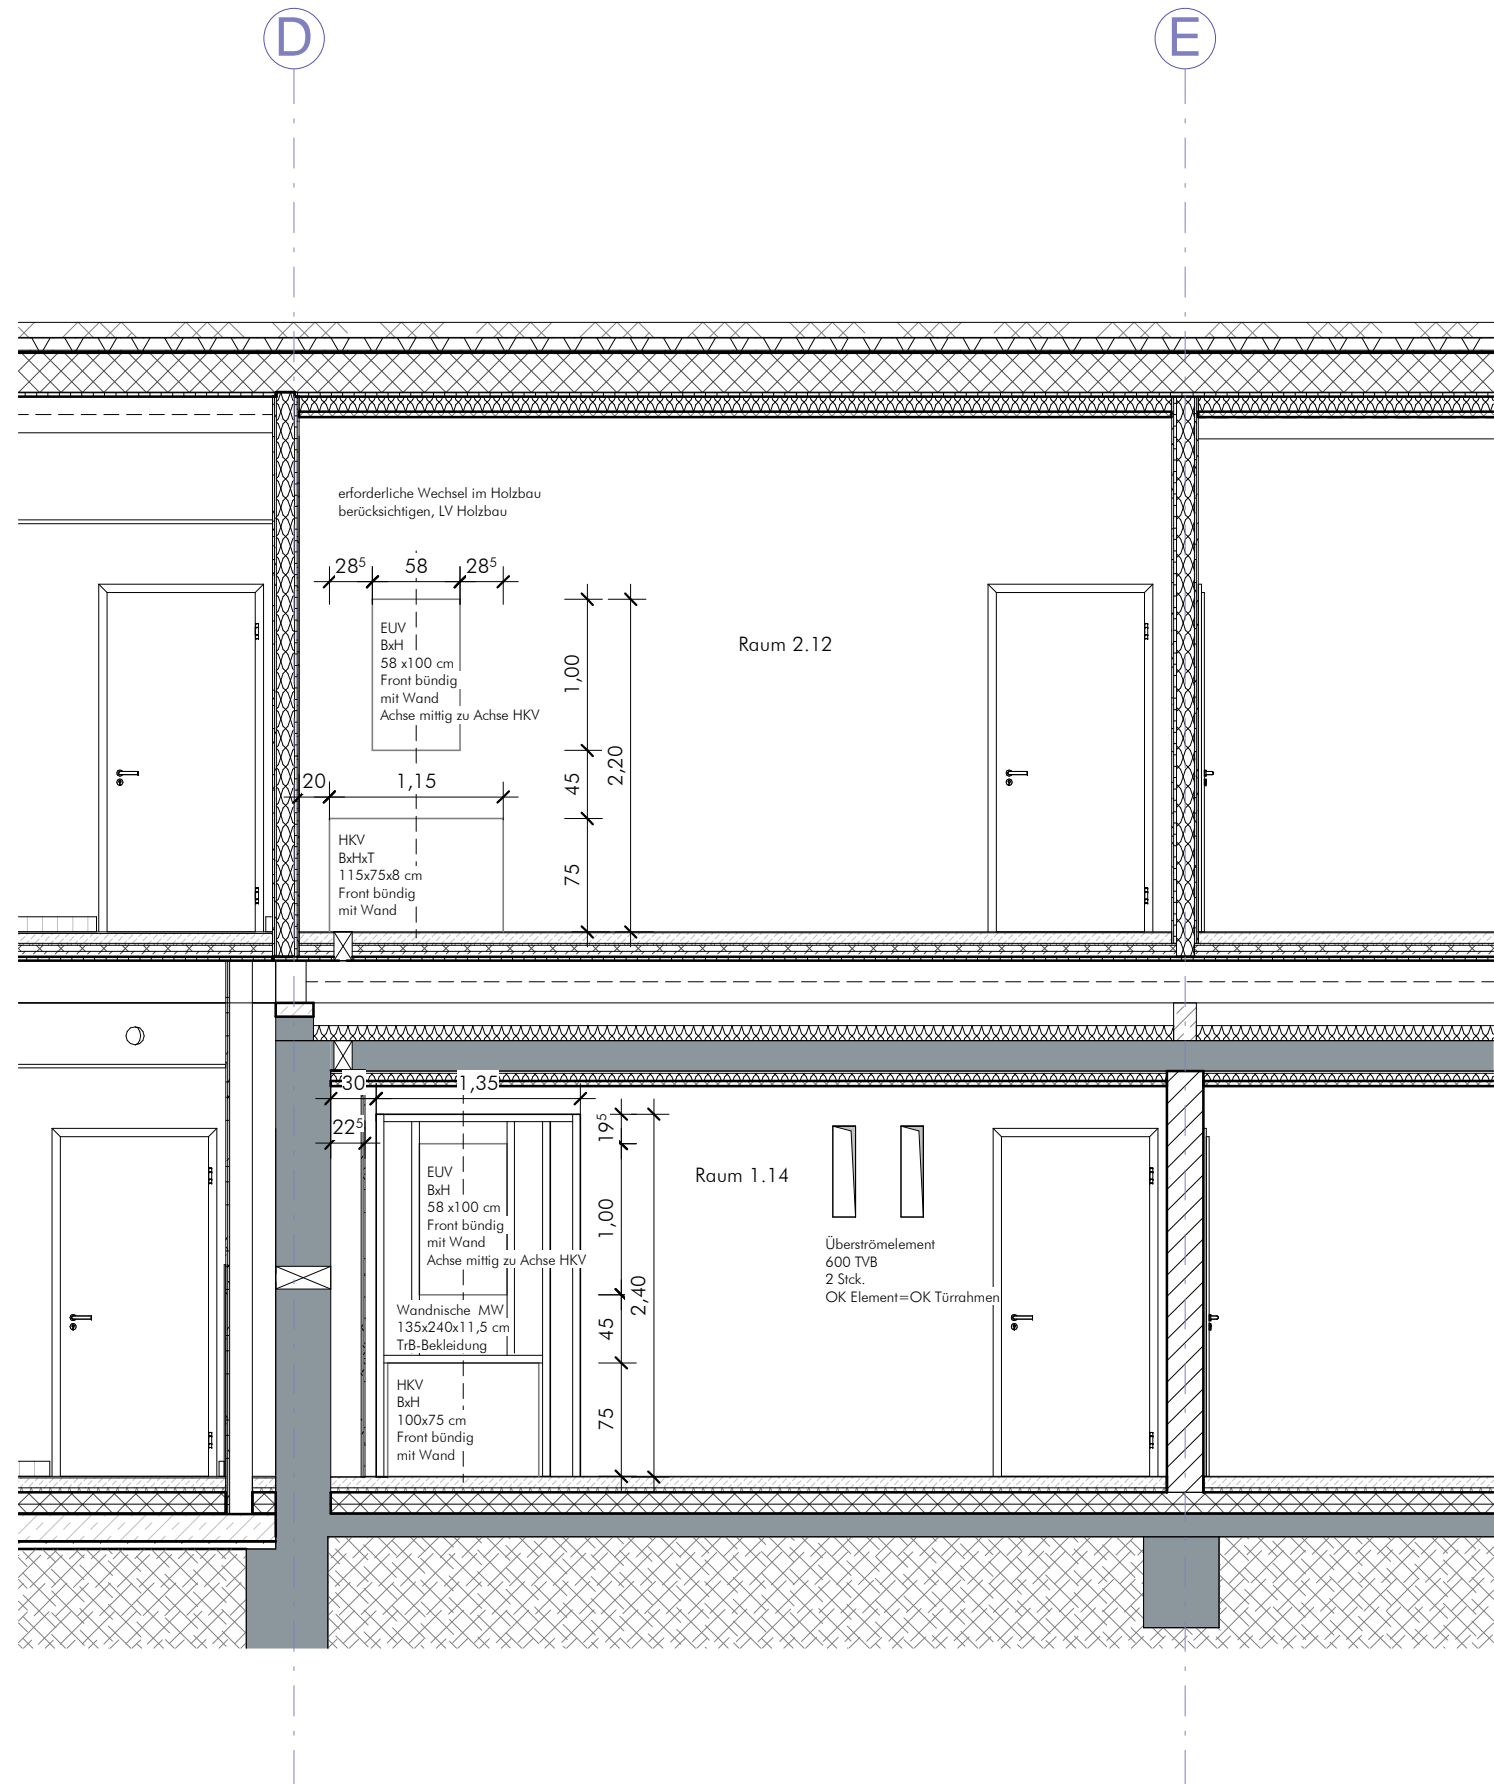 D
E
erforderliche Wechsel im Holzbau
berücksichtigen, LV Holzbau
28⁵
58
28⁵
EUV
BxH
58 x100 cm
Front bündig
mit Wand
Achse mittig zu Achse HKV
1,00
2,20
45
75
Raum 2.12
20
1,15
HKV
BxHxT
115x75x8 cm
Front bündig
mit Wand
30
1,35
22⁵
19⁵
1,00
2,40
45
75
EUV
BxH
58 x100 cm
Front bündig
mit Wand
Achse mittig zu Achse HKV
Wandnische MW
135x240x11,5 cm
TrB-Bekleidung
HKV
BxH
100x75 cm
Front bündig
mit Wand
Raum 1.14
Überströmelement
600 TVB
2 Stck.
OK Element=OK Türrahmen